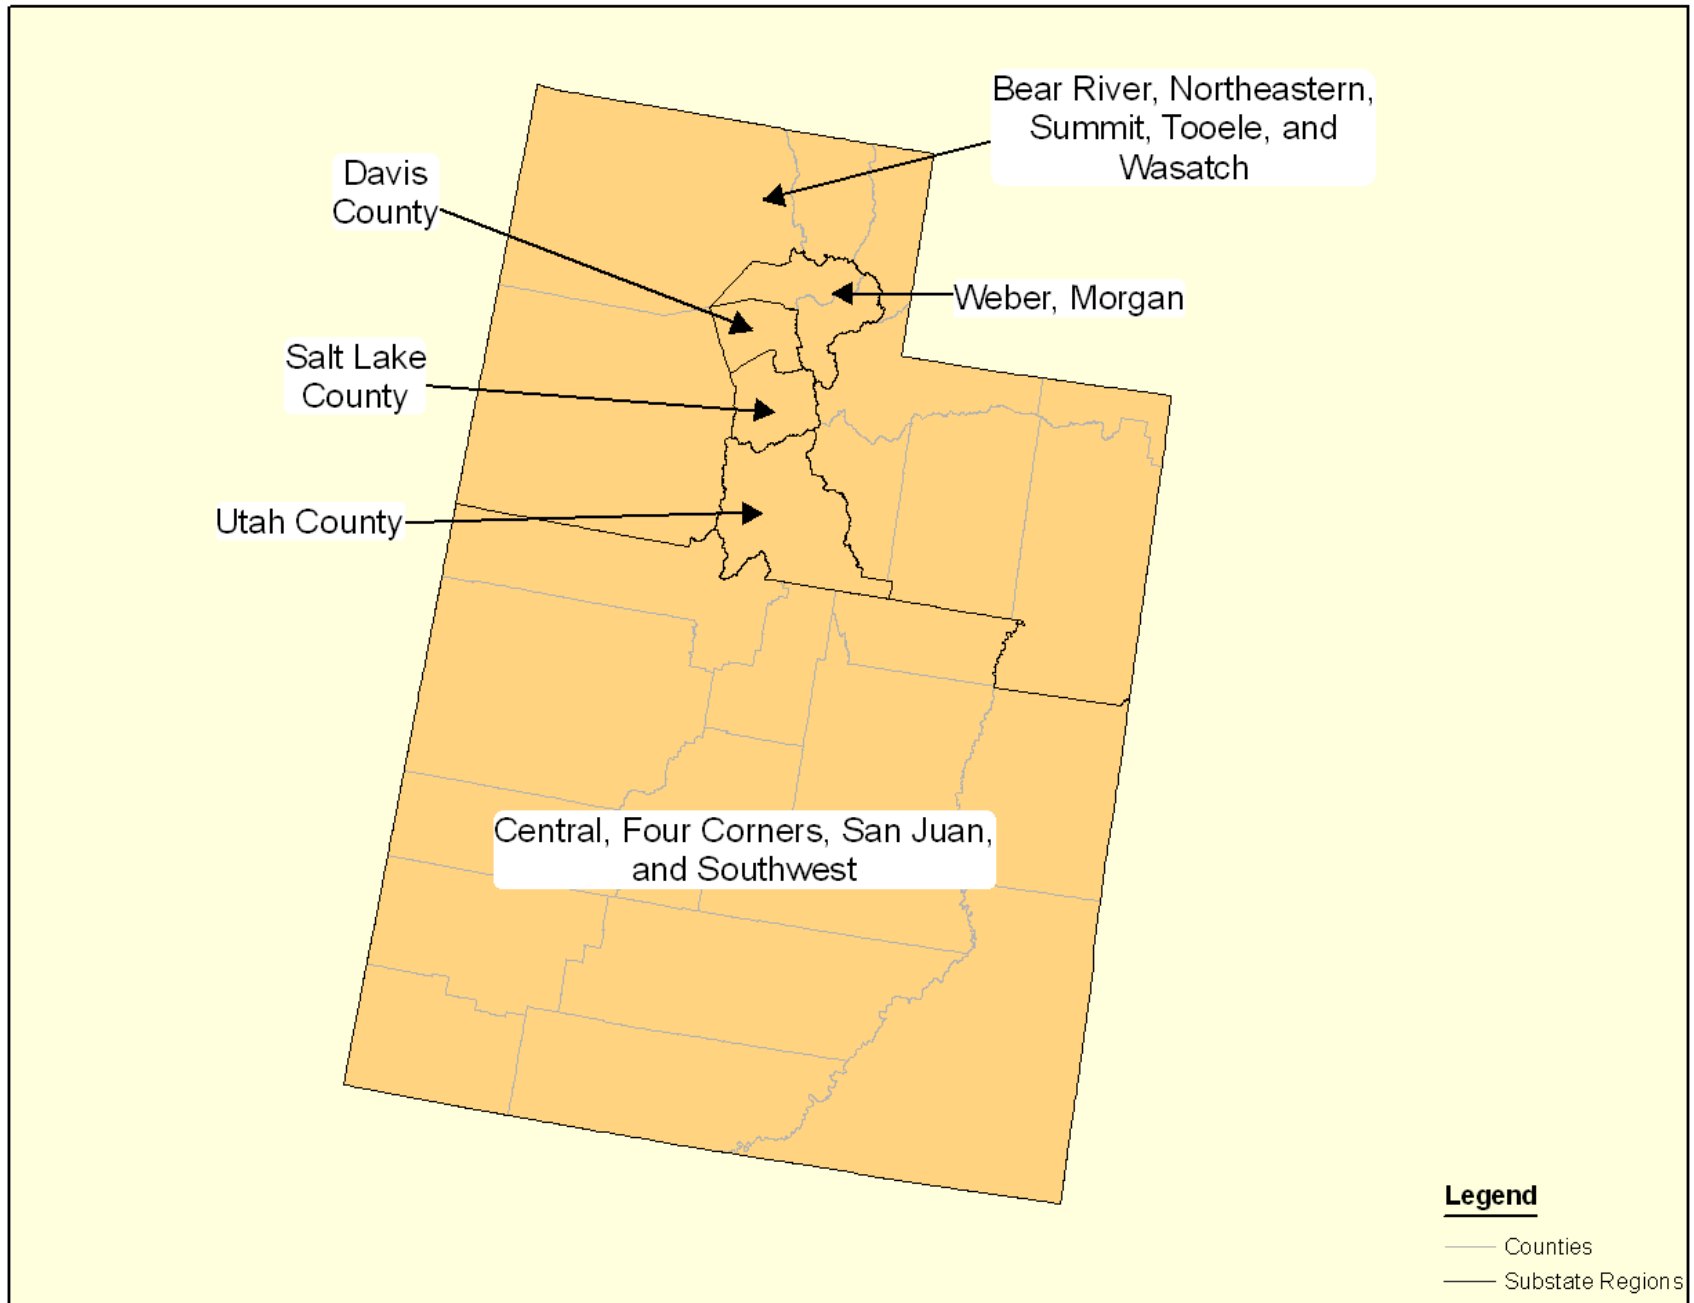 Bear River, Northeastern,
Summit, Tooele, and
Wasatch
Davis
County
Weber, Morgan
Salt Lake
County
Utah County
Central, Four Corners, San Juan,
and Southwest
Legend
Counties
Substate Regions